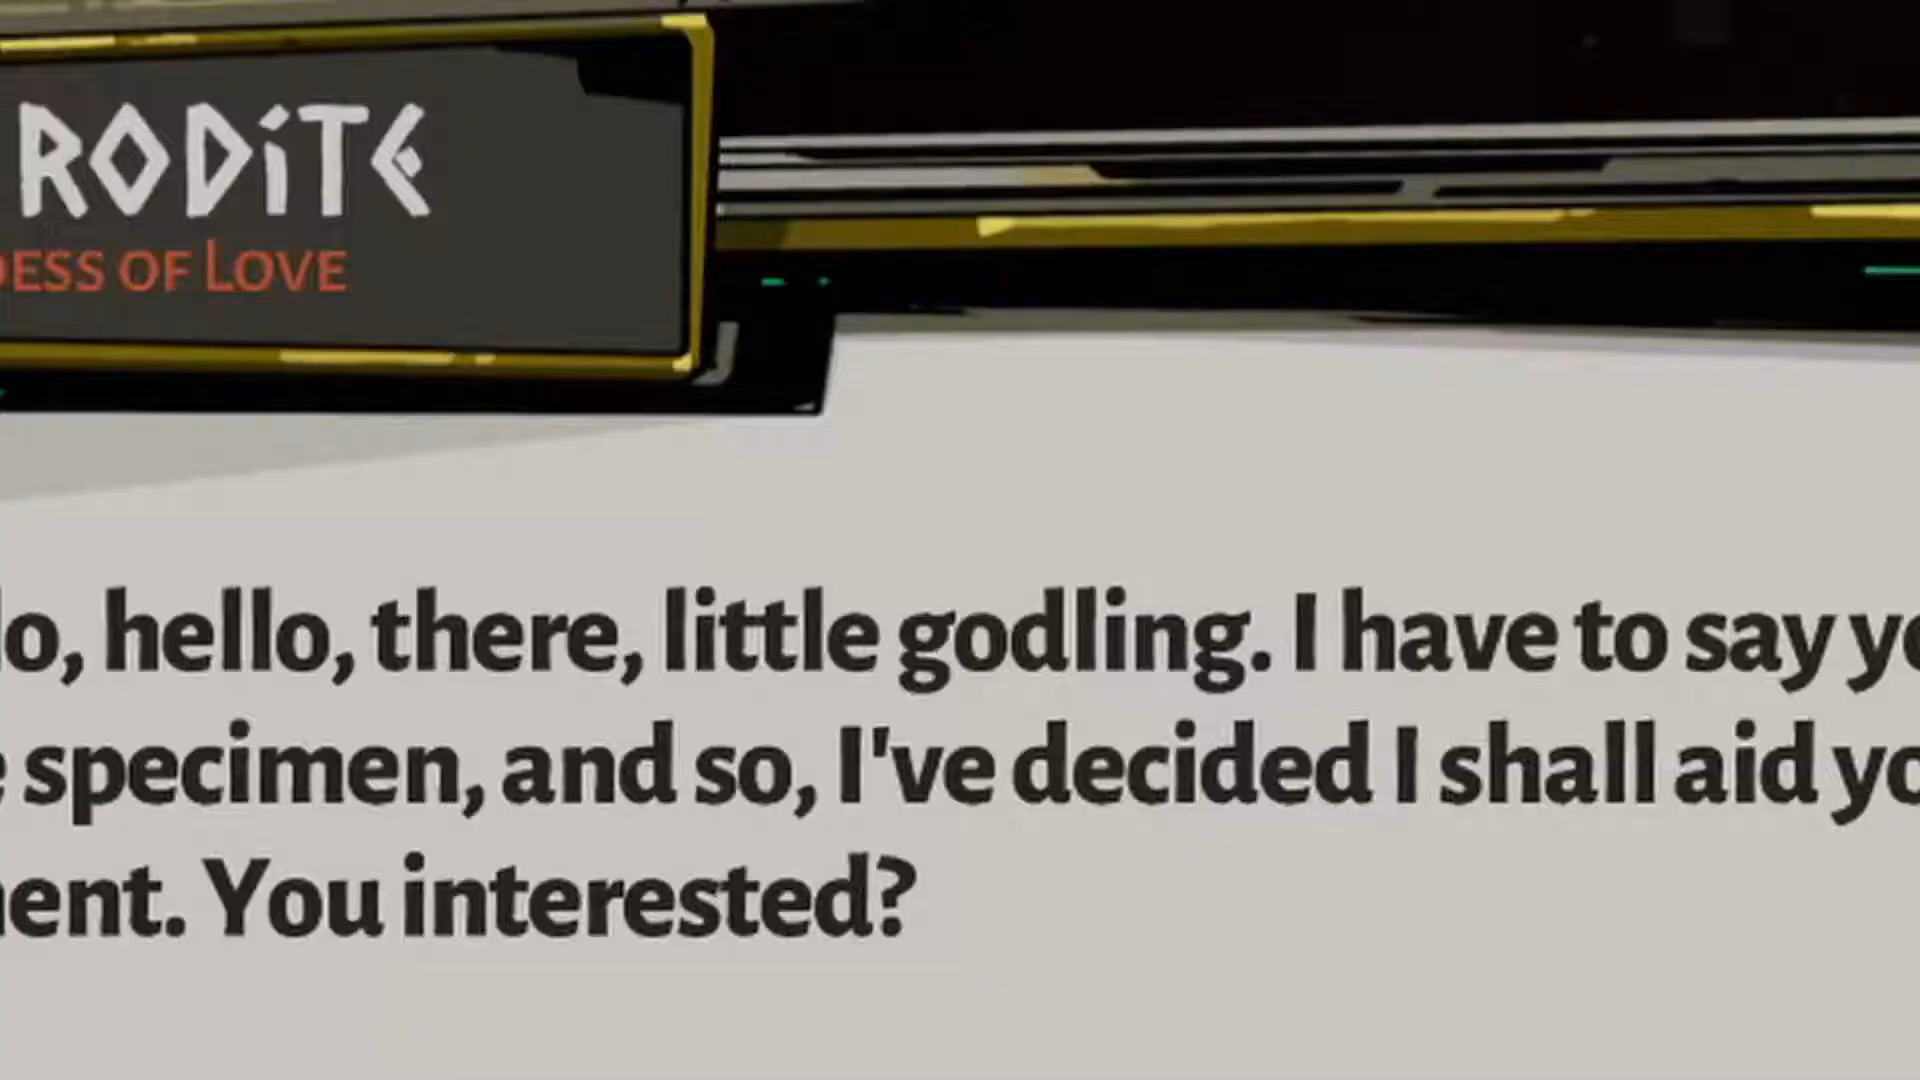 RODITE
DESS OF LOVE
lo, hello, there, little godling. I have to say yo
e specimen, and so, I've decided I shall aid yo
ent. You interested?